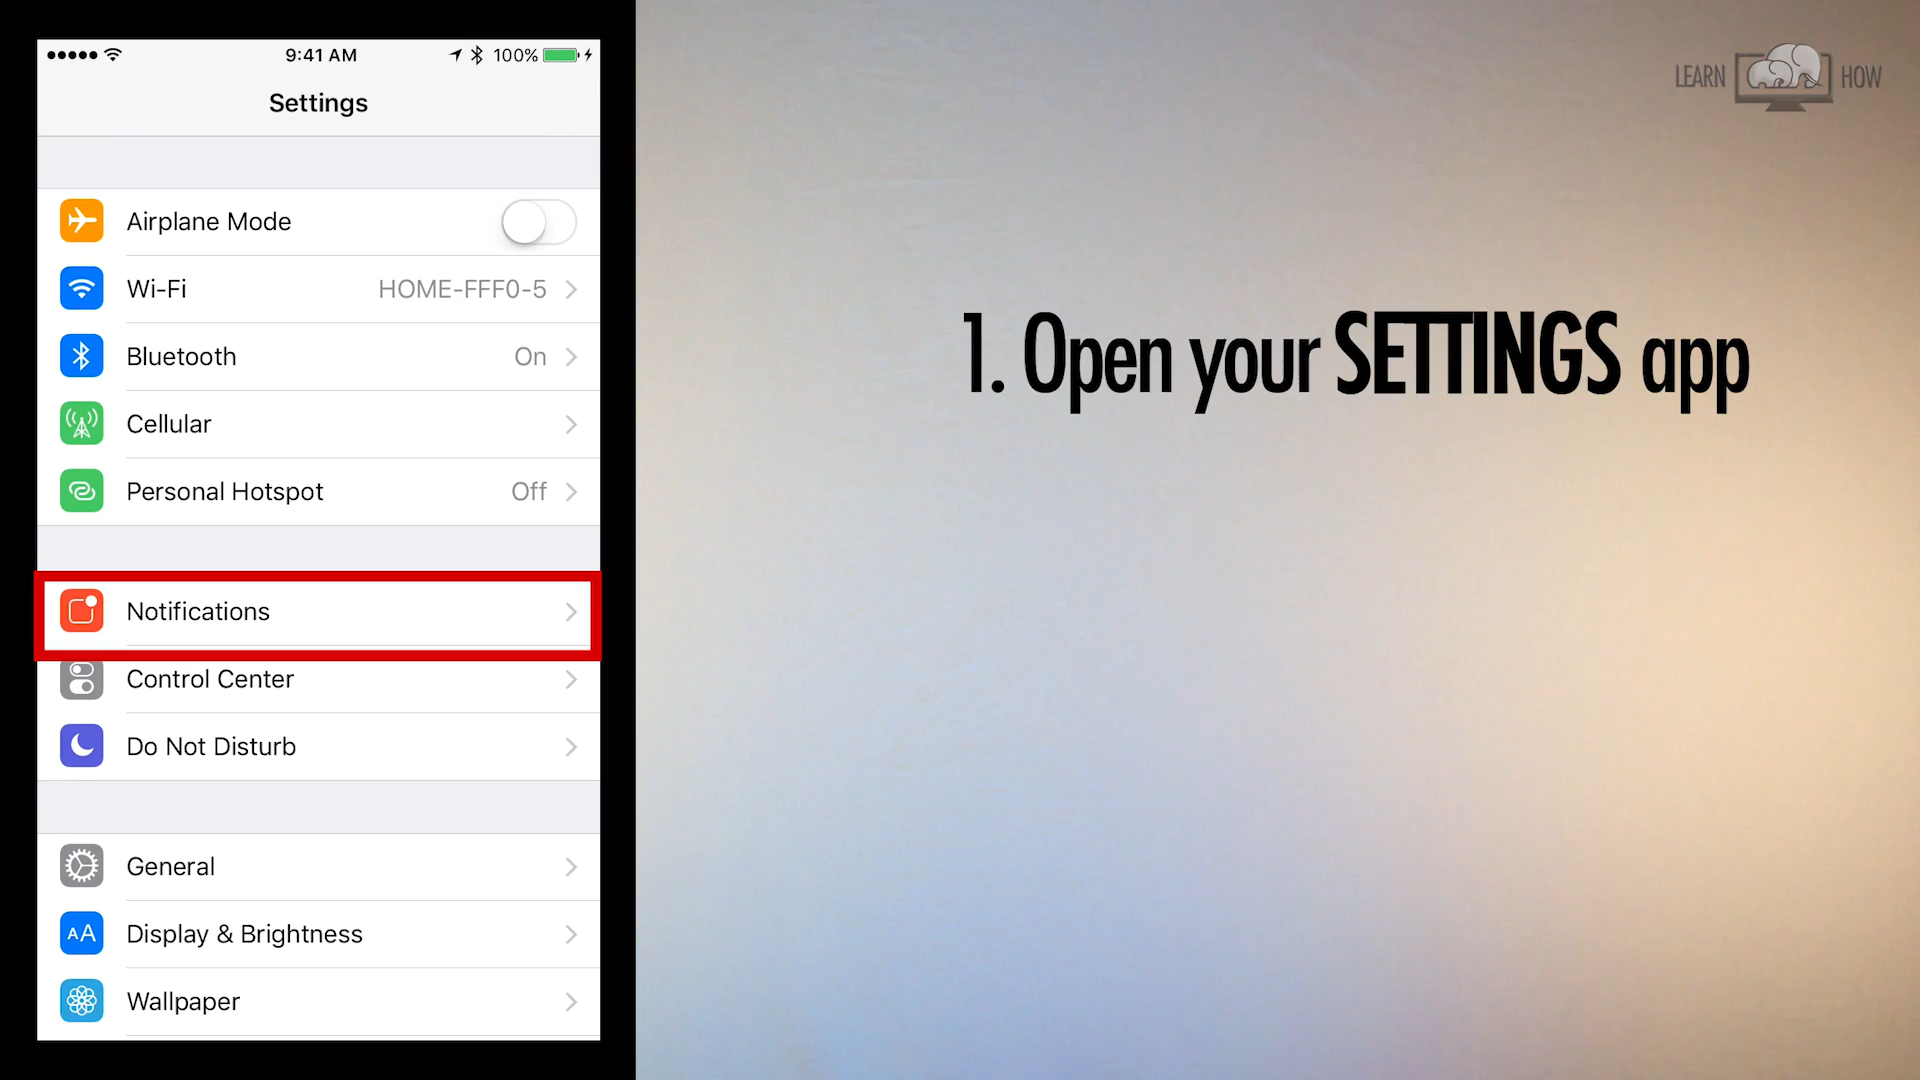 9:41 AM
100%
Settings
Airplane Mode
Wi-Fi HOME-FFF0-5
Bluetooth On
Cellular
Personal Hotspot Off
Notifications
Control Center
Do Not Disturb
General
AA Display & Brightness
Wallpaper
LEARN HOW
1. Open your SETTINGS app